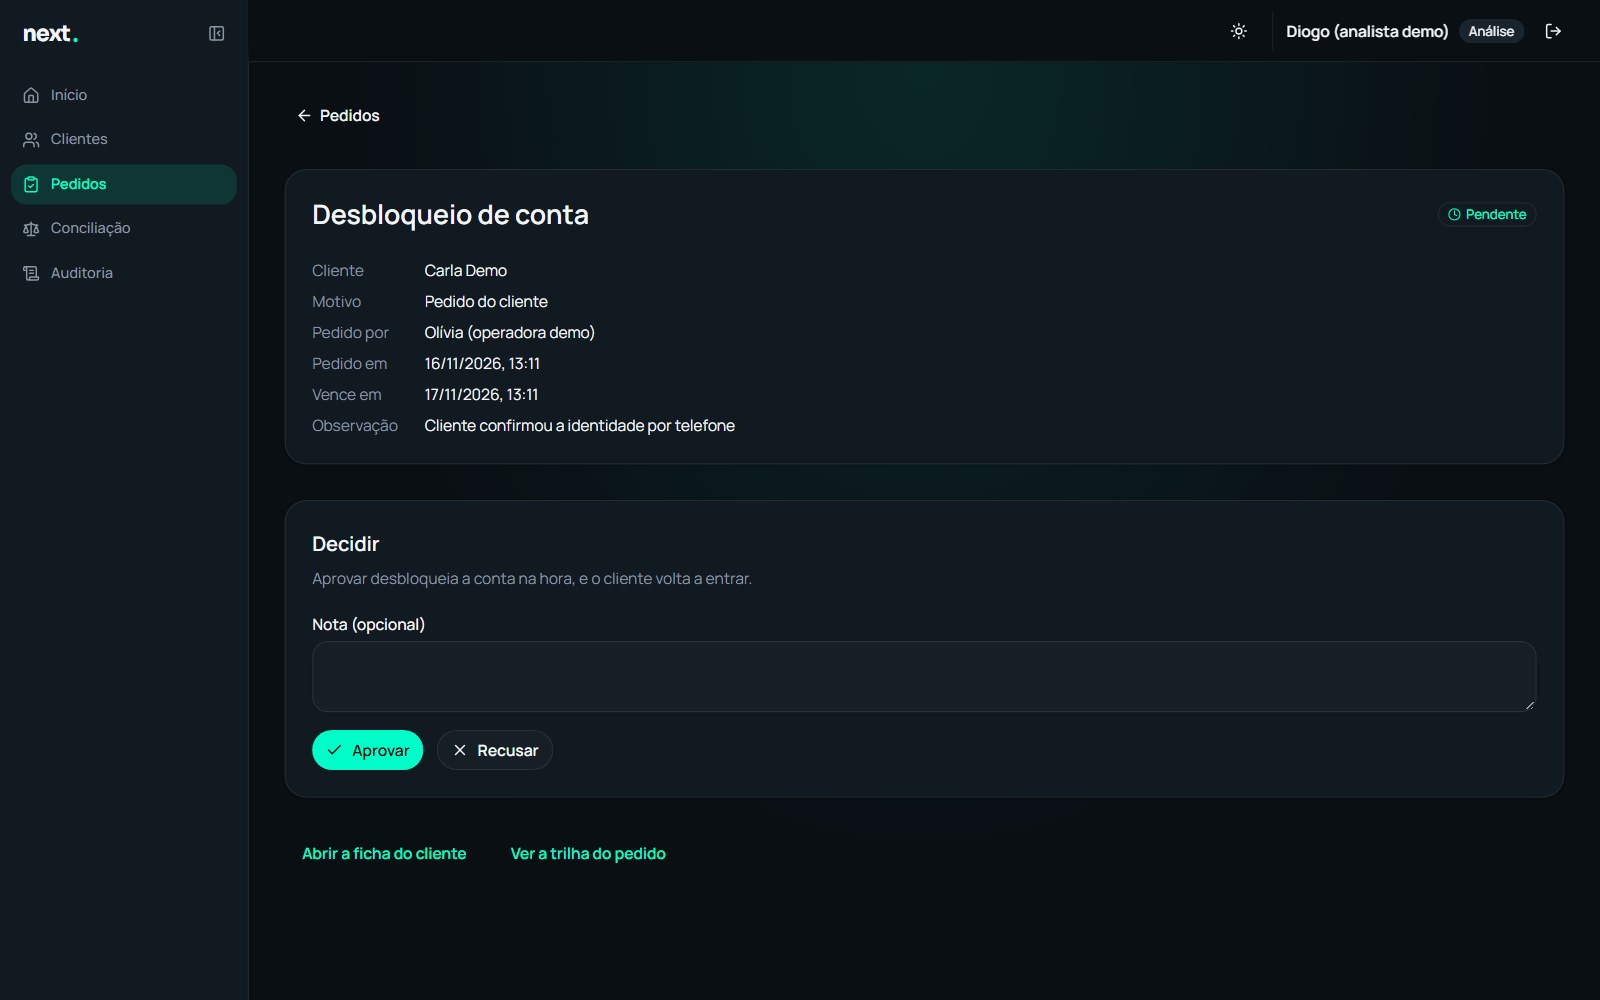 next.
Início
Clientes
Pedidos
Conciliação
Auditoria
Diogo (analista demo) Análise
Pedidos
Desbloqueio de conta
Pendente
Cliente Carla Demo
Motivo Pedido do cliente
Pedido por Olívia (operadora demo)
Pedido em 16/11/2026, 13:11
Vence em 17/11/2026, 13:11
Observação Cliente confirmou a identidade por telefone
Decidir
Aprovar desbloqueia a conta na hora, e o cliente volta a entrar.
Nota (opcional)
Aprovar Recusar
Abrir a ficha do cliente Ver a trilha do pedido